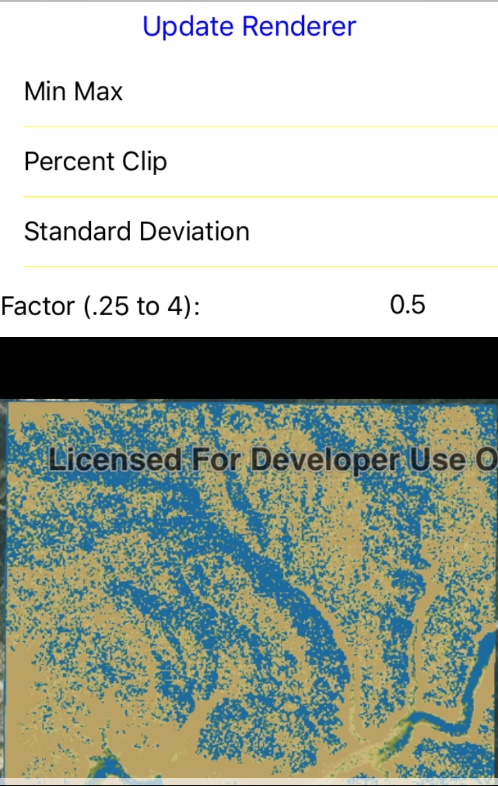 Update Renderer
Min Max
Percent Clip
Standard Deviation
Factor (.25 to 4): 0.5
Licensed For Developer Use O